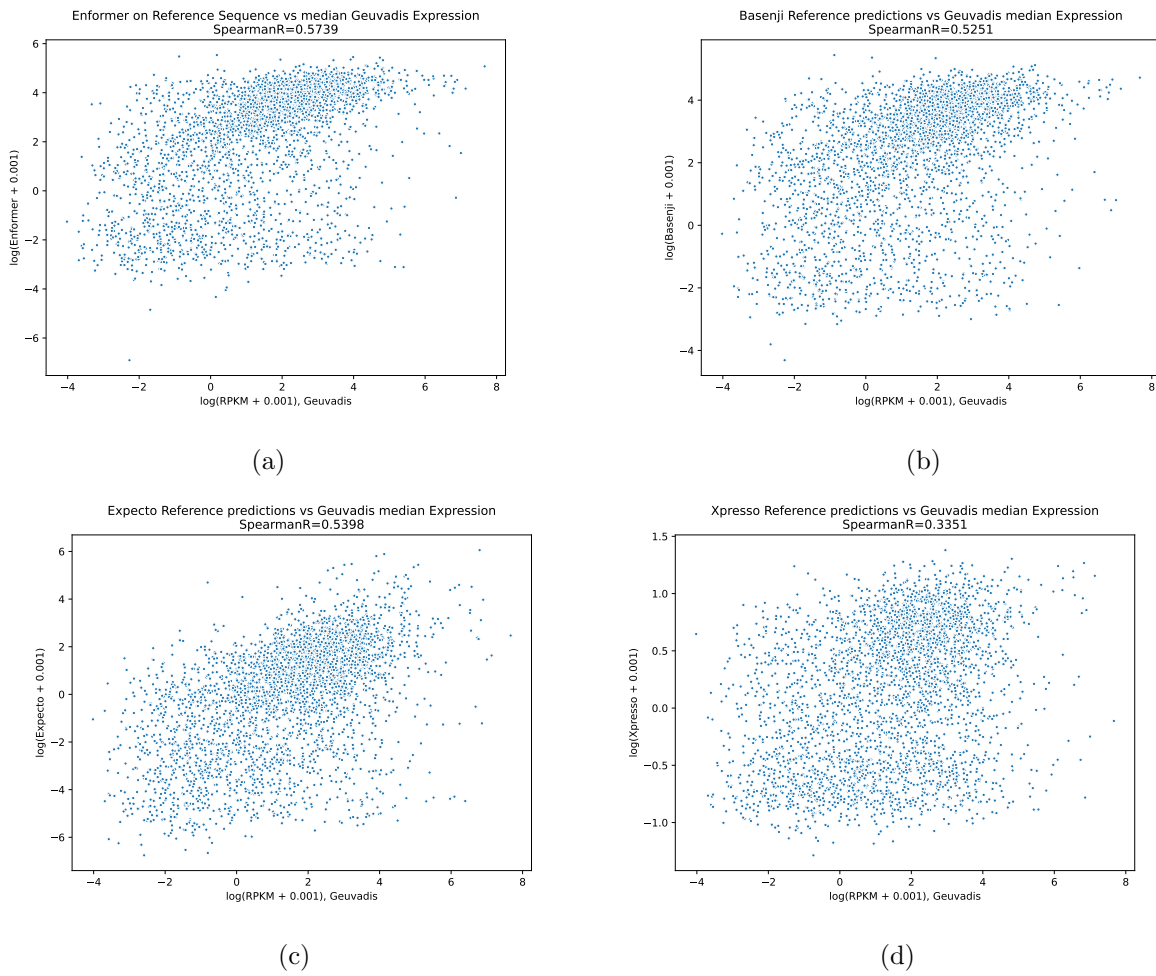 Enformer on Reference Sequence vs median Geuvadis Expression
SpearmanR=0.5739
6
4
2
0
−2
−4
−6
log(Enformer + 0.001)
−4 −2 0 2 4 6 8
log(RPKM + 0.001), Geuvadis
(a)
Basenji Reference predictions vs Geuvadis median Expression
SpearmanR=0.5251
4
2
0
−2
−4
log(Basenji + 0.001)
−4 −2 0 2 4 6 8
log(RPKM + 0.001), Geuvadis
(b)
Expecto Reference predictions vs Geuvadis median Expression
SpearmanR=0.5398
6
4
2
0
−2
−4
−6
log(Expecto + 0.001)
−4 −2 0 2 4 6 8
log(RPKM + 0.001), Geuvadis
(c)
Xpresso Reference predictions vs Geuvadis median Expression
SpearmanR=0.3351
1.5
1.0
0.5
0.0
−0.5
−1.0
log(Xpresso + 0.001)
−4 −2 0 2 4 6 8
log(RPKM + 0.001), Geuvadis
(d)